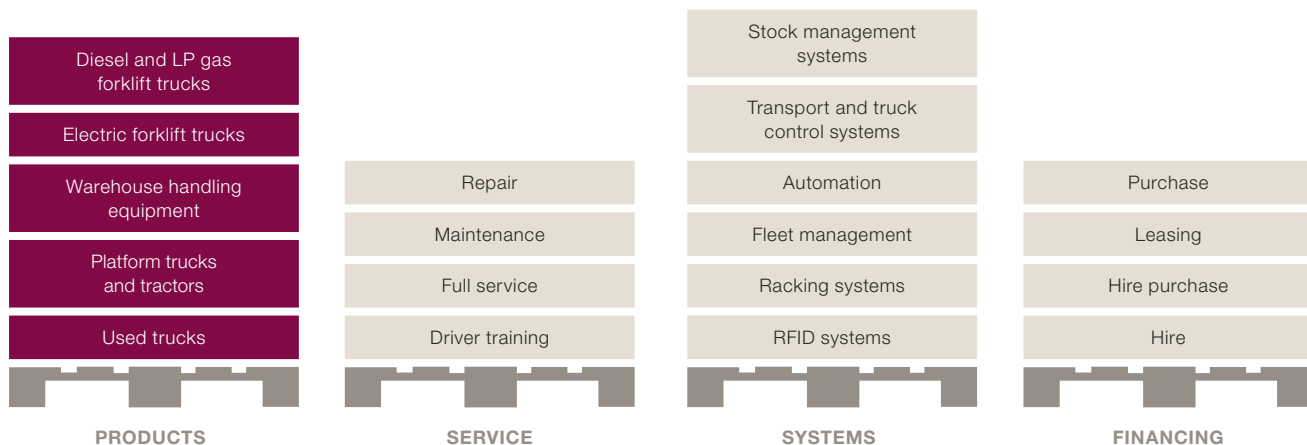 Diesel and LP gas
forklift trucks
Electric forklift trucks
Warehouse handling
equipment
Platform trucks
and tractors
Used trucks
PRODUCTS
Repair
Maintenance
Full service
Driver training
SERVICE
Stock management
systems
Transport and truck
control systems
Automation
Fleet management
Racking systems
RFID systems
SYSTEMS
Purchase
Leasing
Hire purchase
Hire
FINANCING